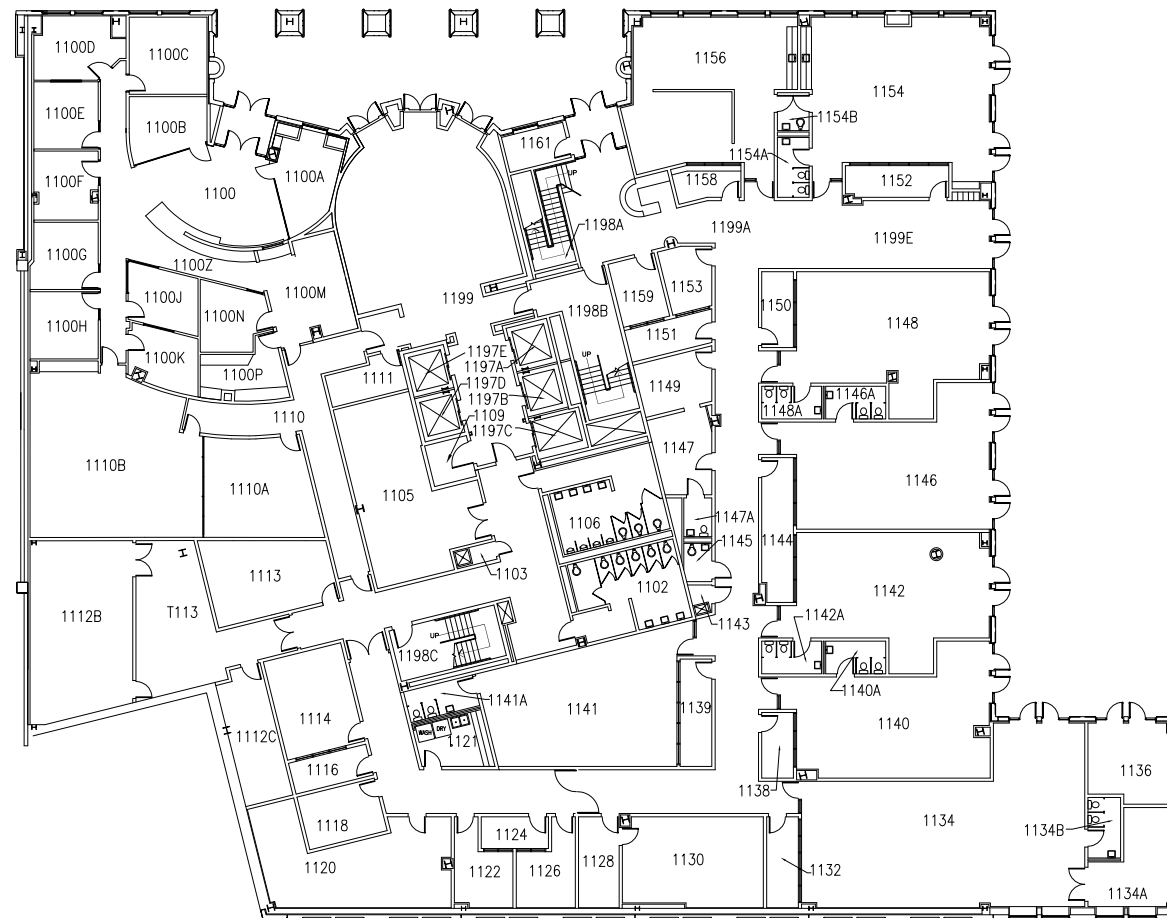 1100D
1100C
1156
1154
1100E
1100B
1154B
1161
1154A
1100F
1100A
UP
1158
1152
1100
1198A
1199A
1199E
1100G
1100Z
1100M
1199
1159
1153
1100J
1150
1100N
1198B
1148
1100H
1151
1100K
1197E
UP
1197A
1100P
1111
1197D
1149
1197B
1146A
1148A
1110
1109
1197C
1147
1110B
1110A
1105
1146
1106
1147A
1145
1144
1103
1113
1142
1102
1112B
T113
1142A
1143
UP
1198C
1140A
1141A
1114
1141
1139
1140
WASH
DRY
1121
1112C
1116
1136
1138
1118
1134
1124
1134B
1120
1122
1126
1128
1130
1132
1134A